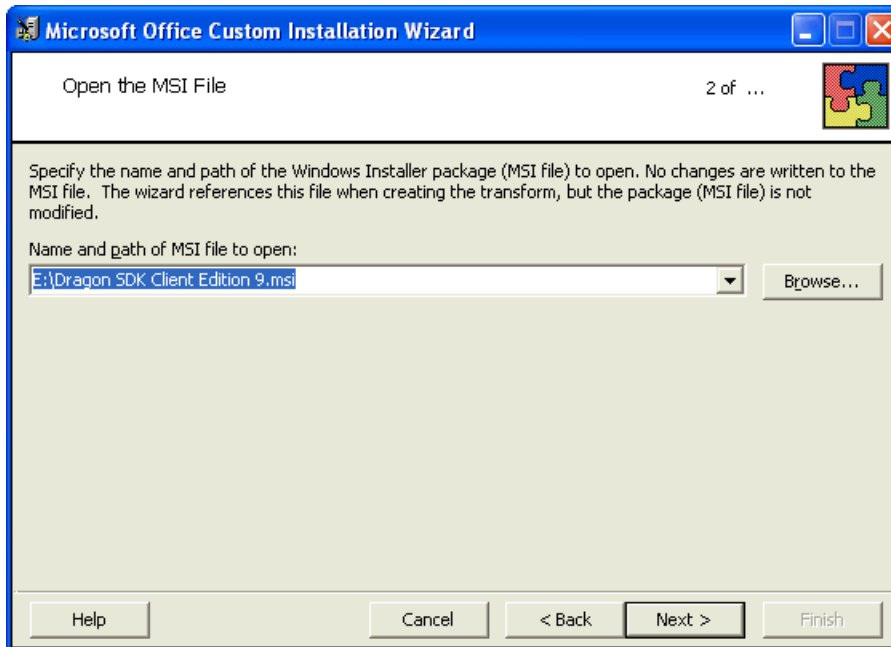 Microsoft Office Custom Installation Wizard
Open the MSI File
2 of ...
Specify the name and path of the Windows Installer package (MSI file) to open. No changes are written to the
MSI file.  The wizard references this file when creating the transform, but the package (MSI file) is not
modified.
Name and path of MSI file to open:
E:\Dragon SDK Client Edition 9.msi
Browse...
Help
Cancel
< Back
Next >
Finish